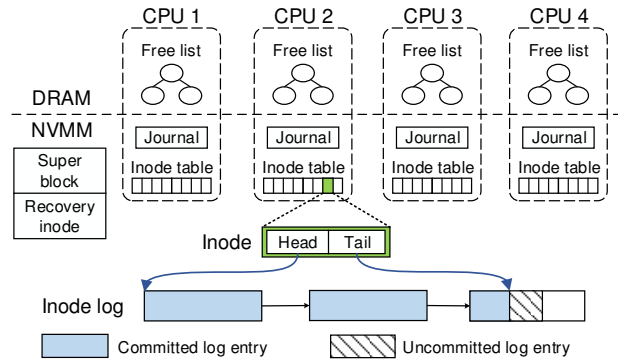 CPU 1 CPU 2 CPU 3 CPU 4
Free list Free list Free list Free list
DRAM
NVMM
Journal Journal Journal Journal
Super
block
Inode table Inode table Inode table Inode table
Recovery
inode
Inode Head Tail
Inode log
Committed log entry Uncommitted log entry